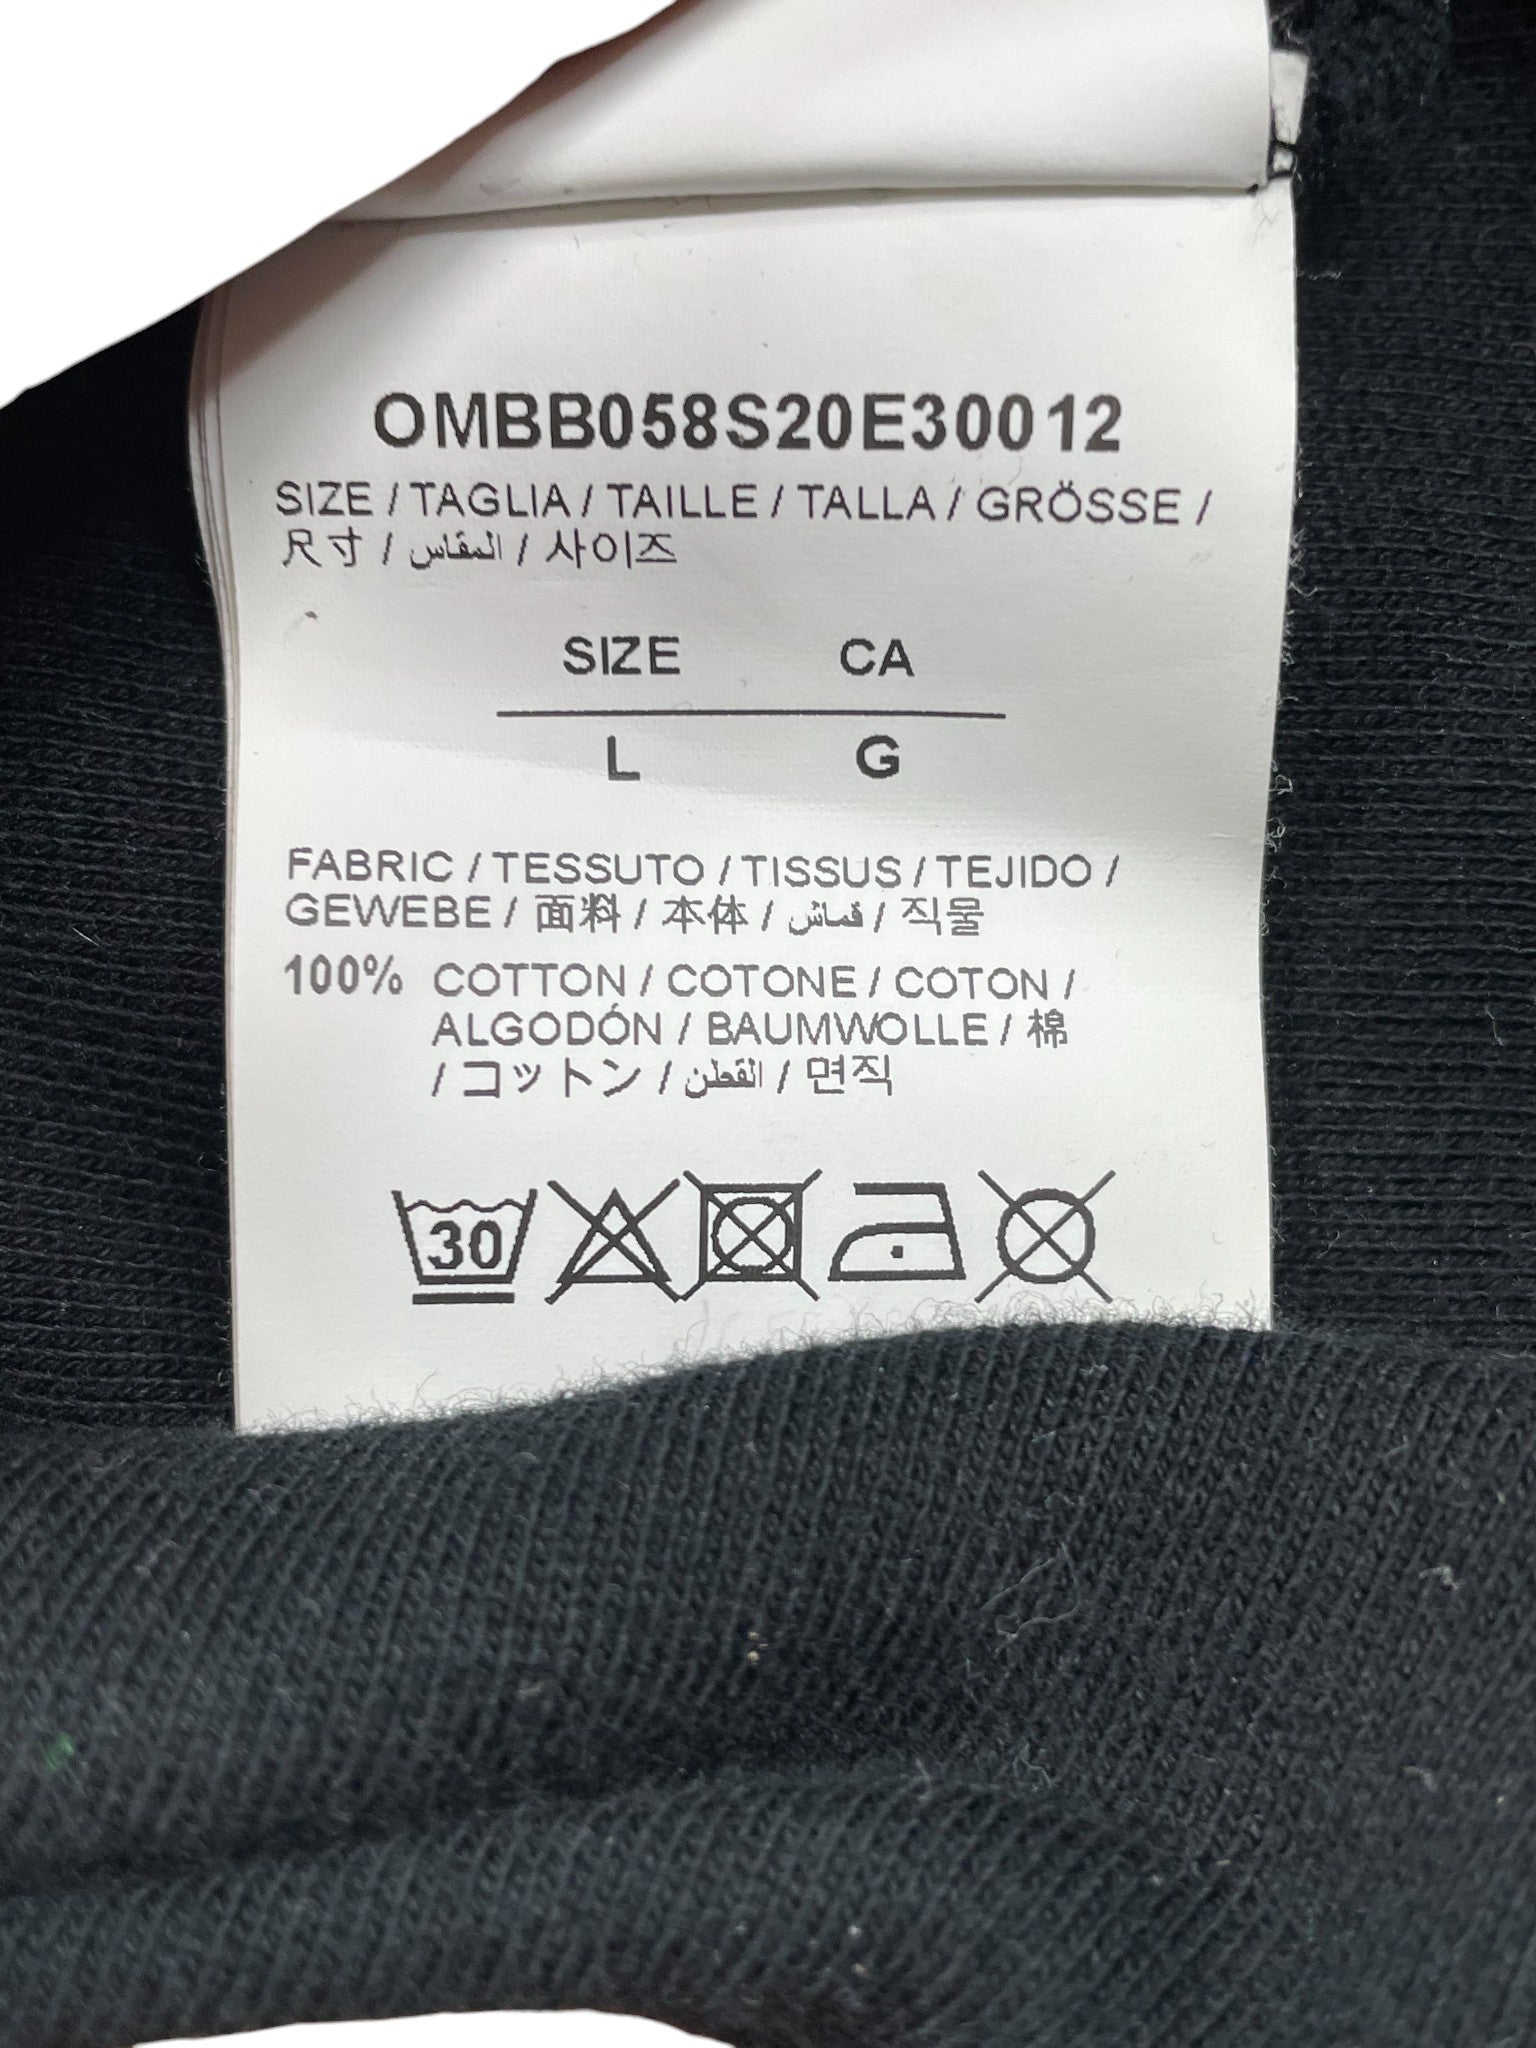 OMBB058S20E30012
SIZE / TAGLIA / TAILLE / TALLA / GRÖSSE /
尺寸 / المقاس / 사이즈
SIZE CA
L G
FABRIC / TESSUTO / TISSUS / TEJIDO /
GEWEBE / 面料 / 本体 / قماش / 직물
100% COTTON / COTONE / COTON /
ALGODÓN / BAUMWOLLE / 棉
/ コットン / القطن / 면직
30